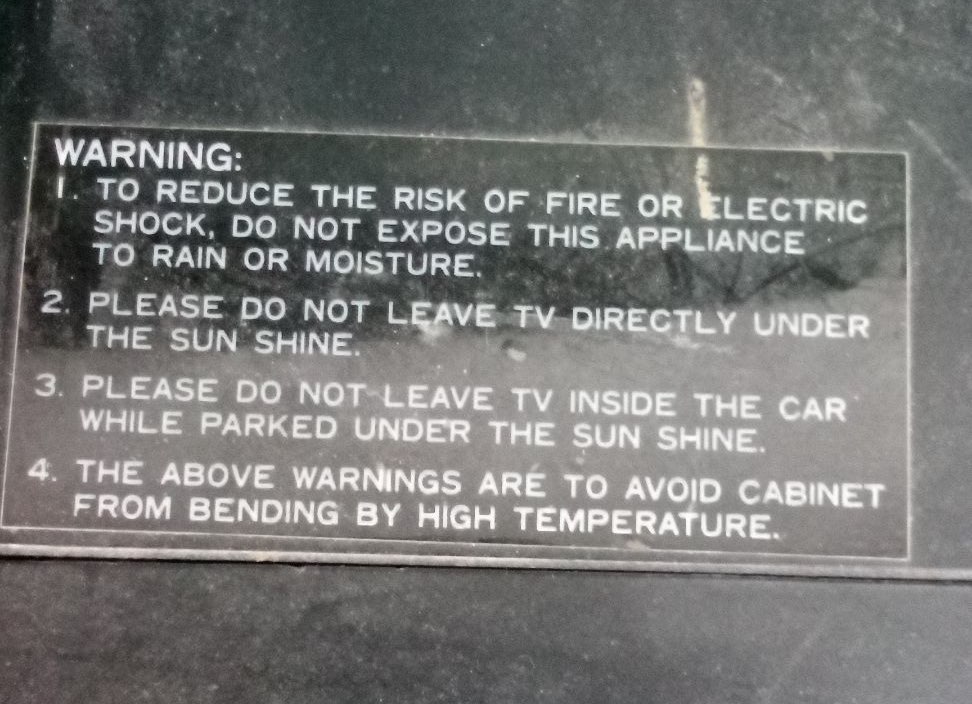 WARNING:
1. TO REDUCE THE RISK OF FIRE OR ELECTRIC
SHOCK, DO NOT EXPOSE THIS APPLIANCE
TO RAIN OR MOISTURE.
2. PLEASE DO NOT LEAVE TV DIRECTLY UNDER
THE SUN SHINE.
3. PLEASE DO NOT LEAVE TV INSIDE THE CAR
WHILE PARKED UNDER THE SUN SHINE.
4. THE ABOVE WARNINGS ARE TO AVOID CABINET
FROM BENDING BY HIGH TEMPERATURE.